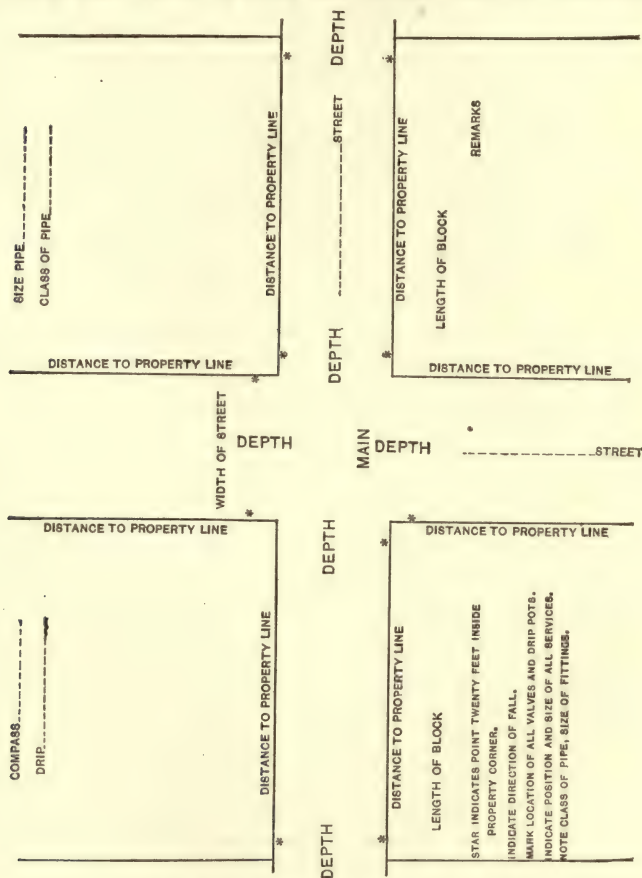 COMPASS
DRIP
SIZE PIPE
CLASS OF PIPE
DISTANCE TO PROPERTY LINE
DISTANCE TO PROPERTY LINE
WIDTH OF STREET
DEPTH
DISTANCE TO PROPERTY LINE
DISTANCE TO PROPERTY LINE
DEPTH
DEPTH
DEPTH
STREET
DEPTH
MAIN
DEPTH
DISTANCE TO PROPERTY LINE
DISTANCE TO PROPERTY LINE
LENGTH OF BLOCK
STAR INDICATES POINT TWENTY FEET INSIDE
PROPERTY CORNER.
INDICATE DIRECTION OF FALL.
MARK LOCATION OF ALL VALVES AND DRIP POTS.
INDICATE POSITION AND SIZE OF ALL SERVICES.
NOTE CLASS OF PIPE, SIZE OF FITTINGS.
DISTANCE TO PROPERTY LINE
STREET
DISTANCE TO PROPERTY LINE
LENGTH OF BLOCK
REMARKS